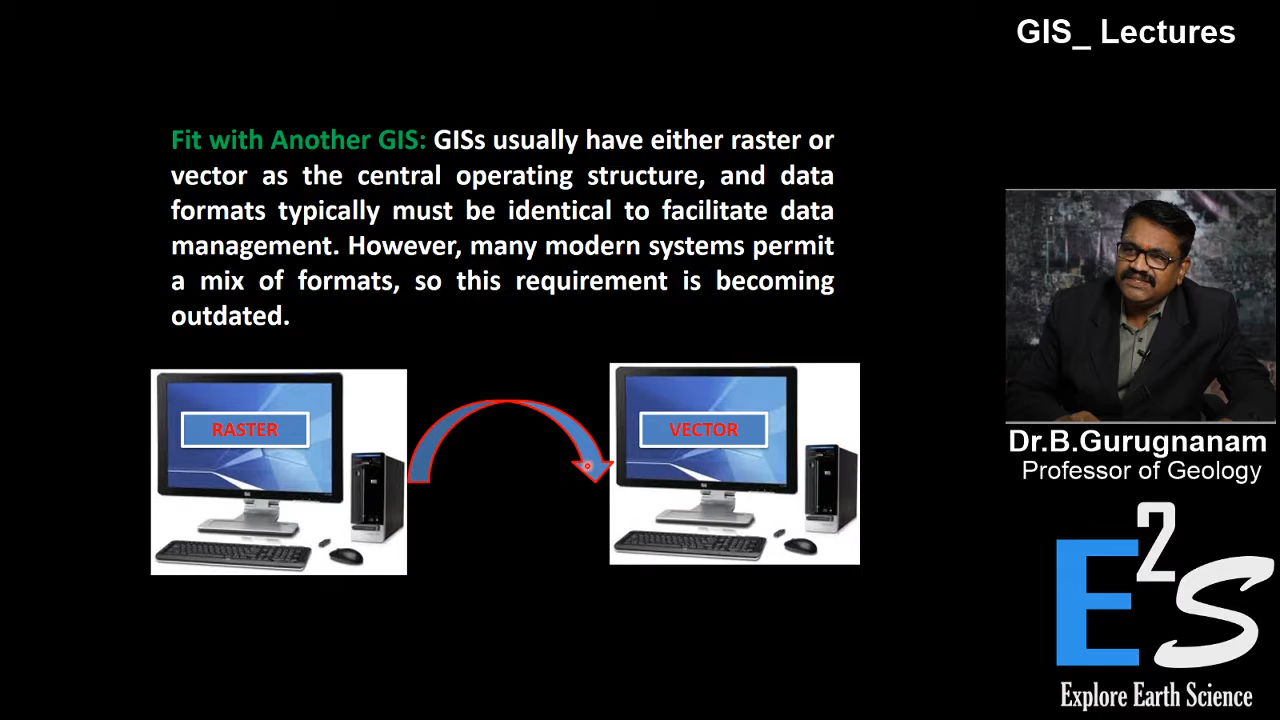 GIS_ Lectures
Fit with Another GIS: GISs usually have either raster or
vector as the central operating structure, and data
formats typically must be identical to facilitate data
management. However, many modern systems permit
a mix of formats, so this requirement is becoming
outdated.
RASTER
VECTOR
Dr.B.Gurugnanam
Professor of Geology
E2S
Explore Earth Science